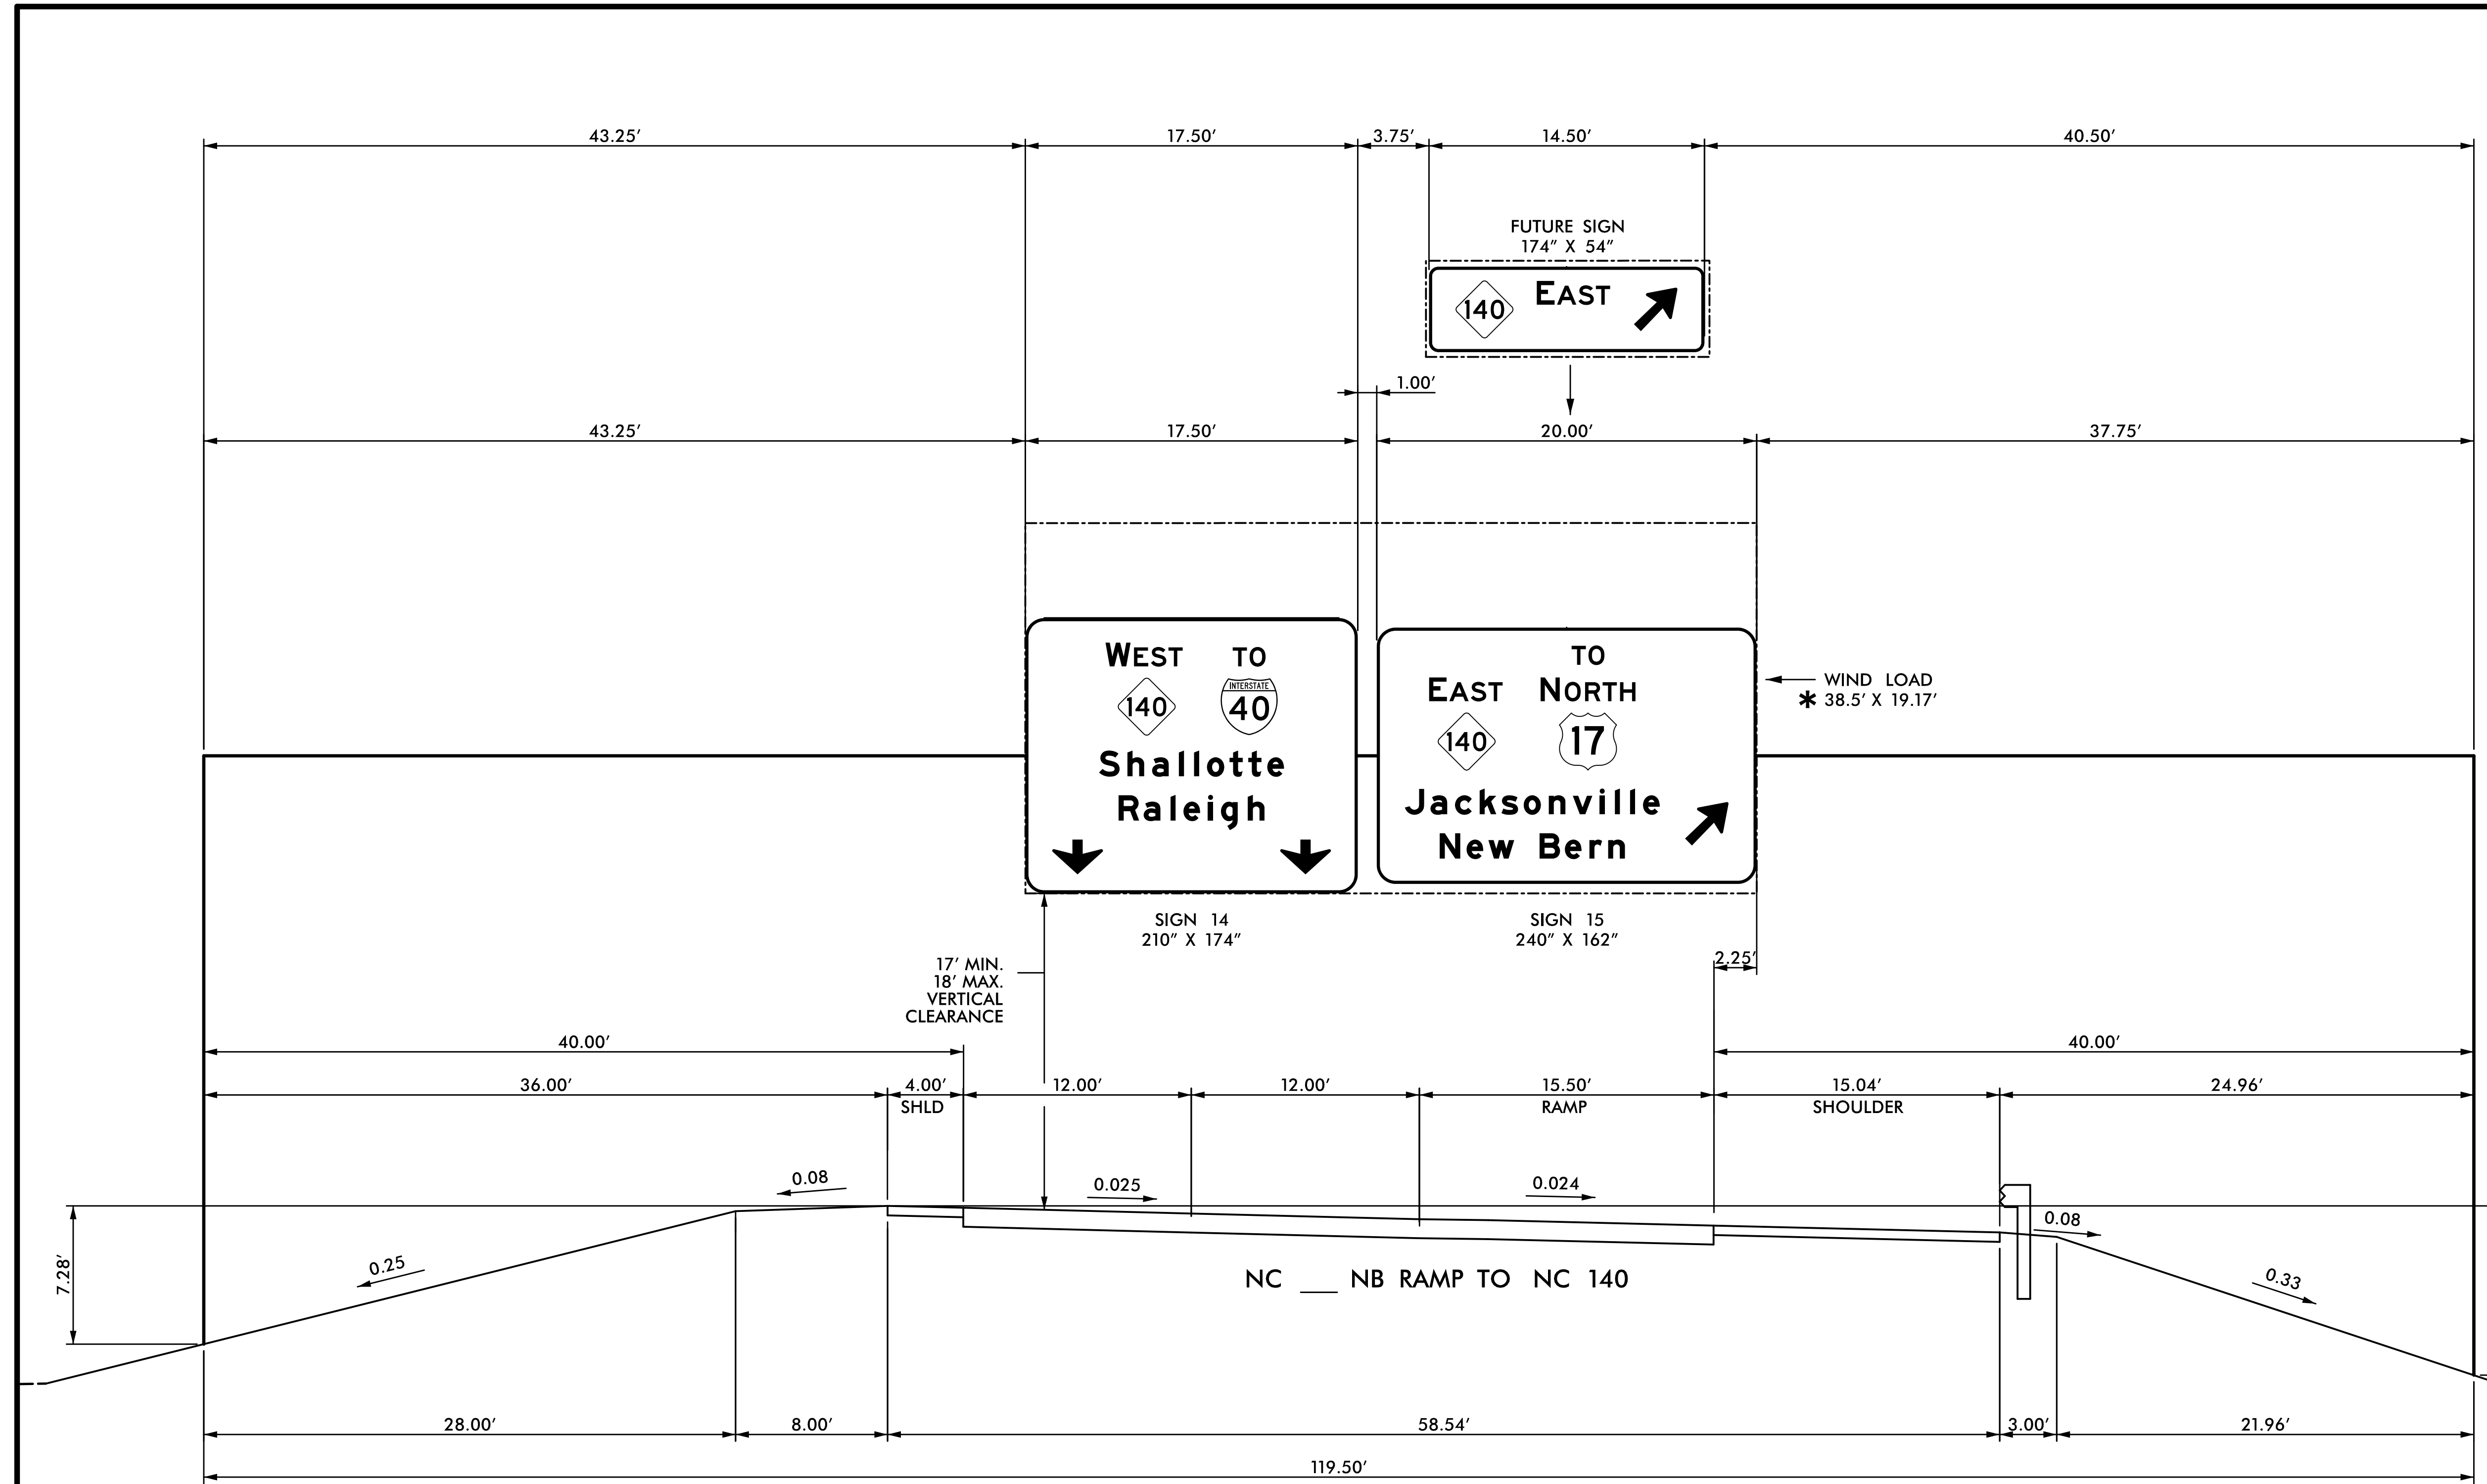 43.25′ 17.50′ 3.75′ 14.50′ 40.50′
FUTURE SIGN
174″ X 54″
140 EAST
1.00′
43.25′ 17.50′ 20.00′ 37.75′
WEST TO
140 INTERSTATE 40
Shallotte
Raleigh
TO
EAST NORTH
140 17
Jacksonville
New Bern
WIND LOAD
* 38.5′ X 19.17′
SIGN 14
210″ X 174″
SIGN 15
240″ X 162″
2.25′
17′ MIN.
18′ MAX.
VERTICAL
CLEARANCE
40.00′ 40.00′
36.00′ 4.00′ 12.00′ 12.00′ 15.50′ 15.04′ 24.96′
SHLD RAMP SHOULDER
0.08 0.025 0.024 0.08
7.28′ 0.25 0.33
NC ___ NB RAMP TO NC 140
28.00′ 8.00′ 58.54′ 3.00′ 21.96′
119.50′